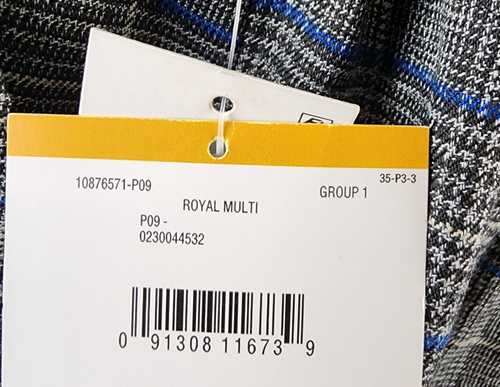 35-P3-3
10876571-P09
GROUP 1
ROYAL MULTI
P09 -
0230044532
0 91308 11673 9